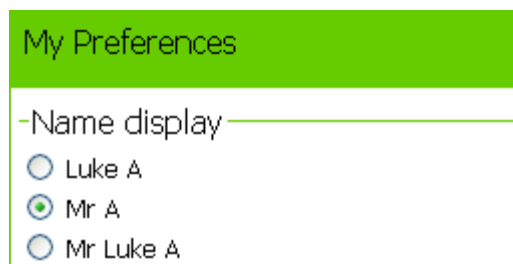 My Preferences
Name display
Luke A
Mr A
Mr Luke A